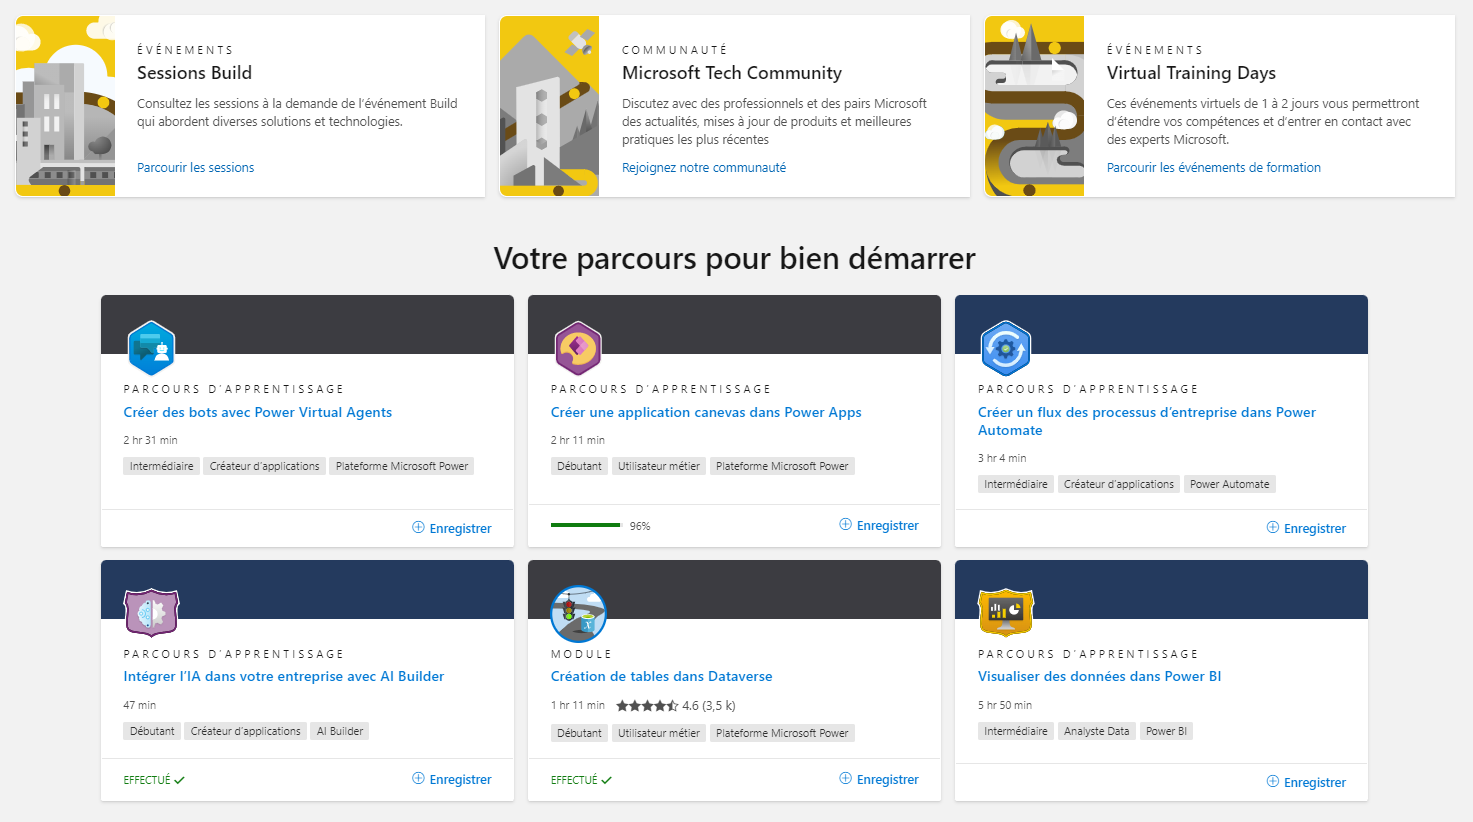 ÉVÉNEMENTS
Sessions Build
Consultez les sessions à la demande de l’événement Build
qui abordent diverses solutions et technologies.
Parcourir les sessions
COMMUNAUTÉ
Microsoft Tech Community
Discutez avec des professionnels et des pairs Microsoft
des actualités, mises à jour de produits et meilleures
pratiques les plus récentes
Rejoignez notre communauté
ÉVÉNEMENTS
Virtual Training Days
Ces événements virtuels de 1 à 2 jours vous permettront
d’étendre vos compétences et d’entrer en contact avec
des experts Microsoft.
Parcourir les événements de formation
Votre parcours pour bien démarrer
PARCOURS D’APPRENTISSAGE
Créer des bots avec Power Virtual Agents
2 hr 31 min
Intermédiaire Créateur d’applications Plateforme Microsoft Power
Enregistrer
PARCOURS D’APPRENTISSAGE
Créer une application canevas dans Power Apps
2 hr 11 min
Débutant Utilisateur métier Plateforme Microsoft Power
96% Enregistrer
PARCOURS D’APPRENTISSAGE
Créer un flux des processus d’entreprise dans Power
Automate
3 hr 4 min
Intermédiaire Créateur d’applications Power Automate
Enregistrer
PARCOURS D’APPRENTISSAGE
Intégrer l’IA dans votre entreprise avec AI Builder
47 min
Débutant Créateur d’applications AI Builder
EFFECTUÉ Enregistrer
MODULE
Création de tables dans Dataverse
1 hr 11 min 4.6 (3,5 k)
Débutant Utilisateur métier Plateforme Microsoft Power
EFFECTUÉ Enregistrer
PARCOURS D’APPRENTISSAGE
Visualiser des données dans Power BI
5 hr 50 min
Intermédiaire Analyste Data Power BI
Enregistrer